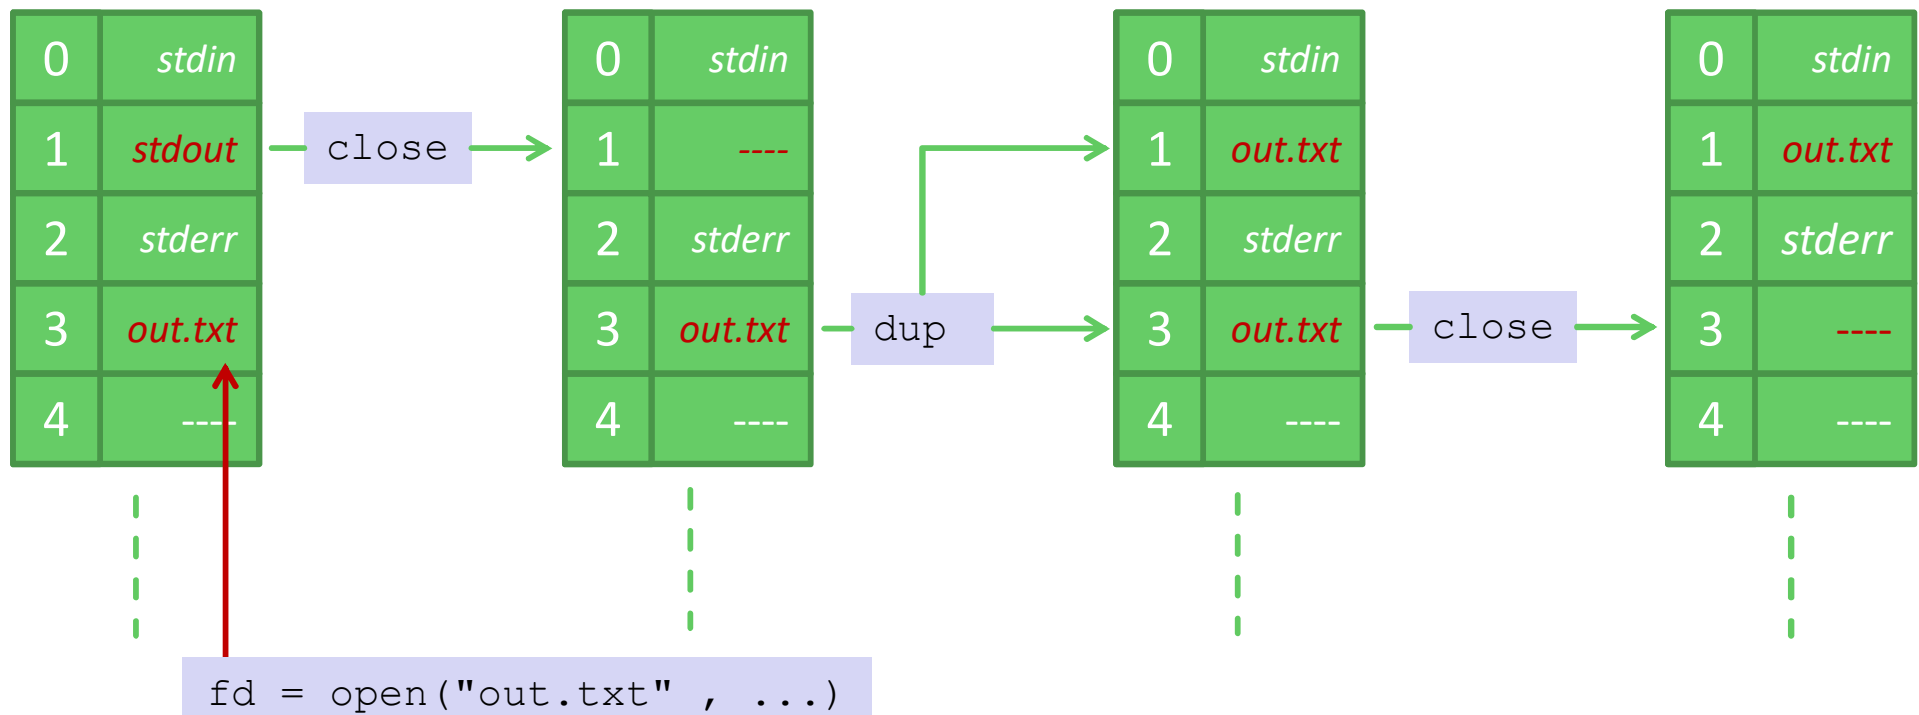 0 stdin 0 stdin 0 stdin 0 stdin
1 stdout close 1 ---- 1 out.txt 1 out.txt
2 stderr 2 stderr 2 stderr 2 stderr
3 out.txt 3 out.txt dup 3 out.txt close 3 ----
4 ---- 4 ---- 4 ---- 4 ----
fd = open("out.txt" , ...)